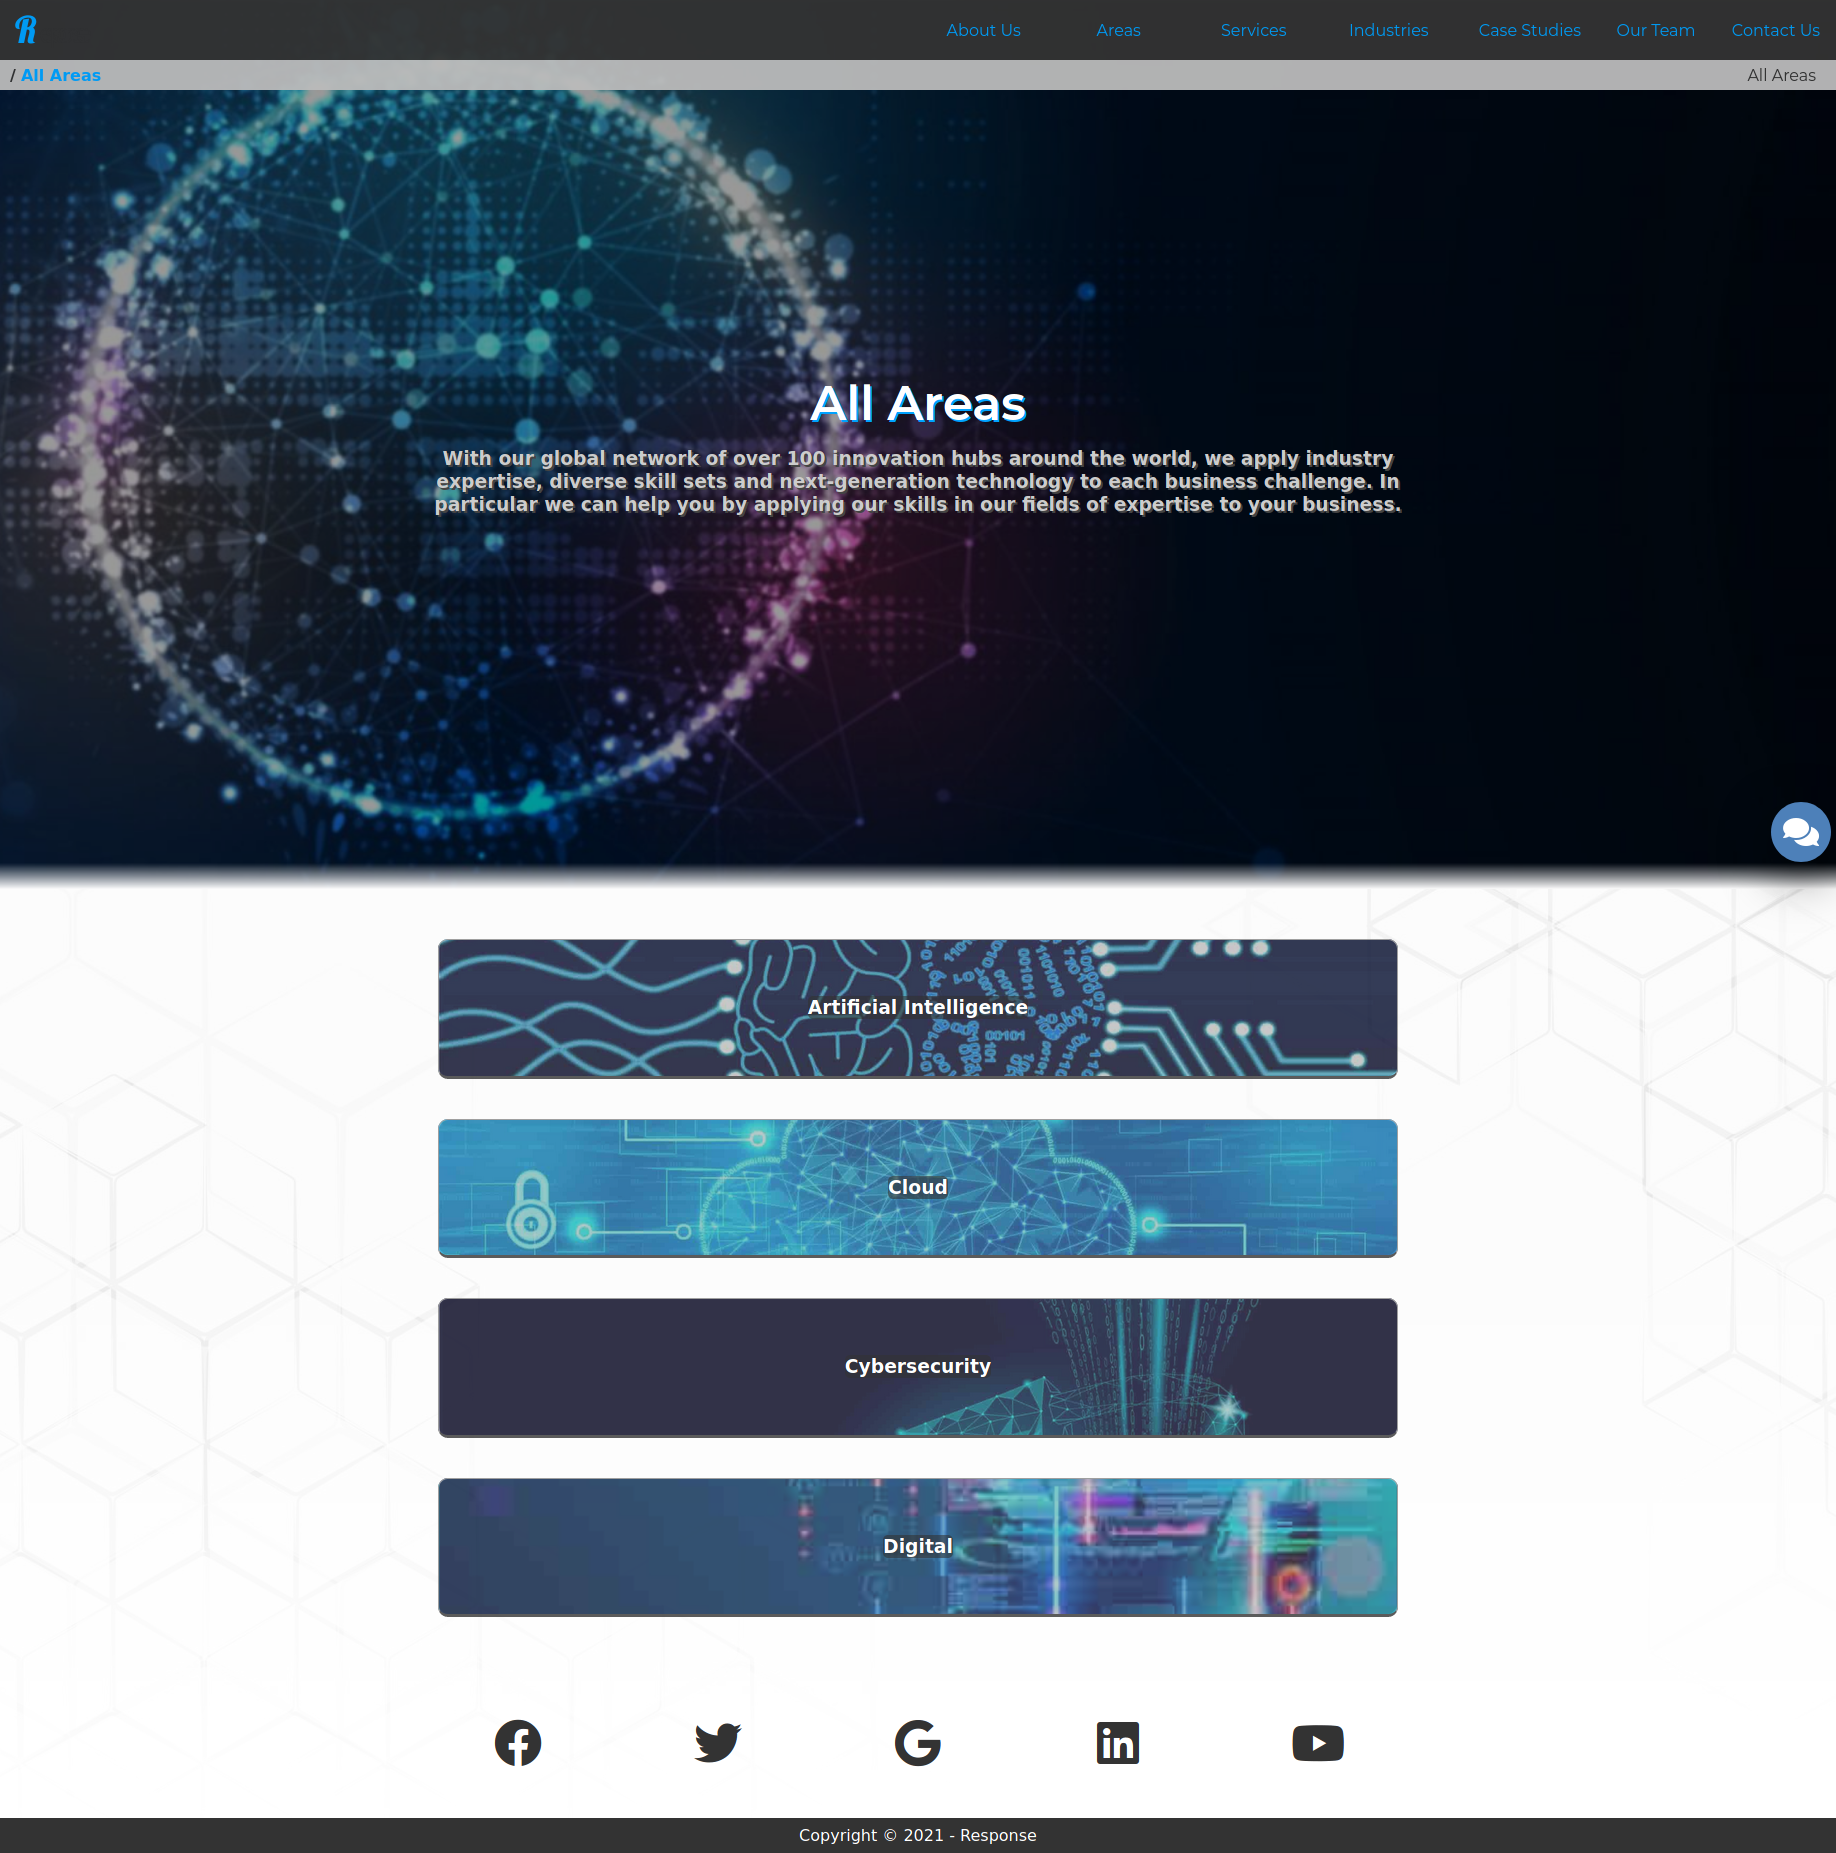 R
About Us
Areas
Services
Industries
Case Studies
Our Team
Contact Us
/ All Areas
All Areas
All Areas
With our global network of over 100 innovation hubs around the world, we apply industry
expertise, diverse skill sets and next-generation technology to each business challenge. In
particular we can help you by applying our skills in our fields of expertise to your business.
Artificial Intelligence
Cloud
Cybersecurity
Digital
Copyright © 2021 - Response